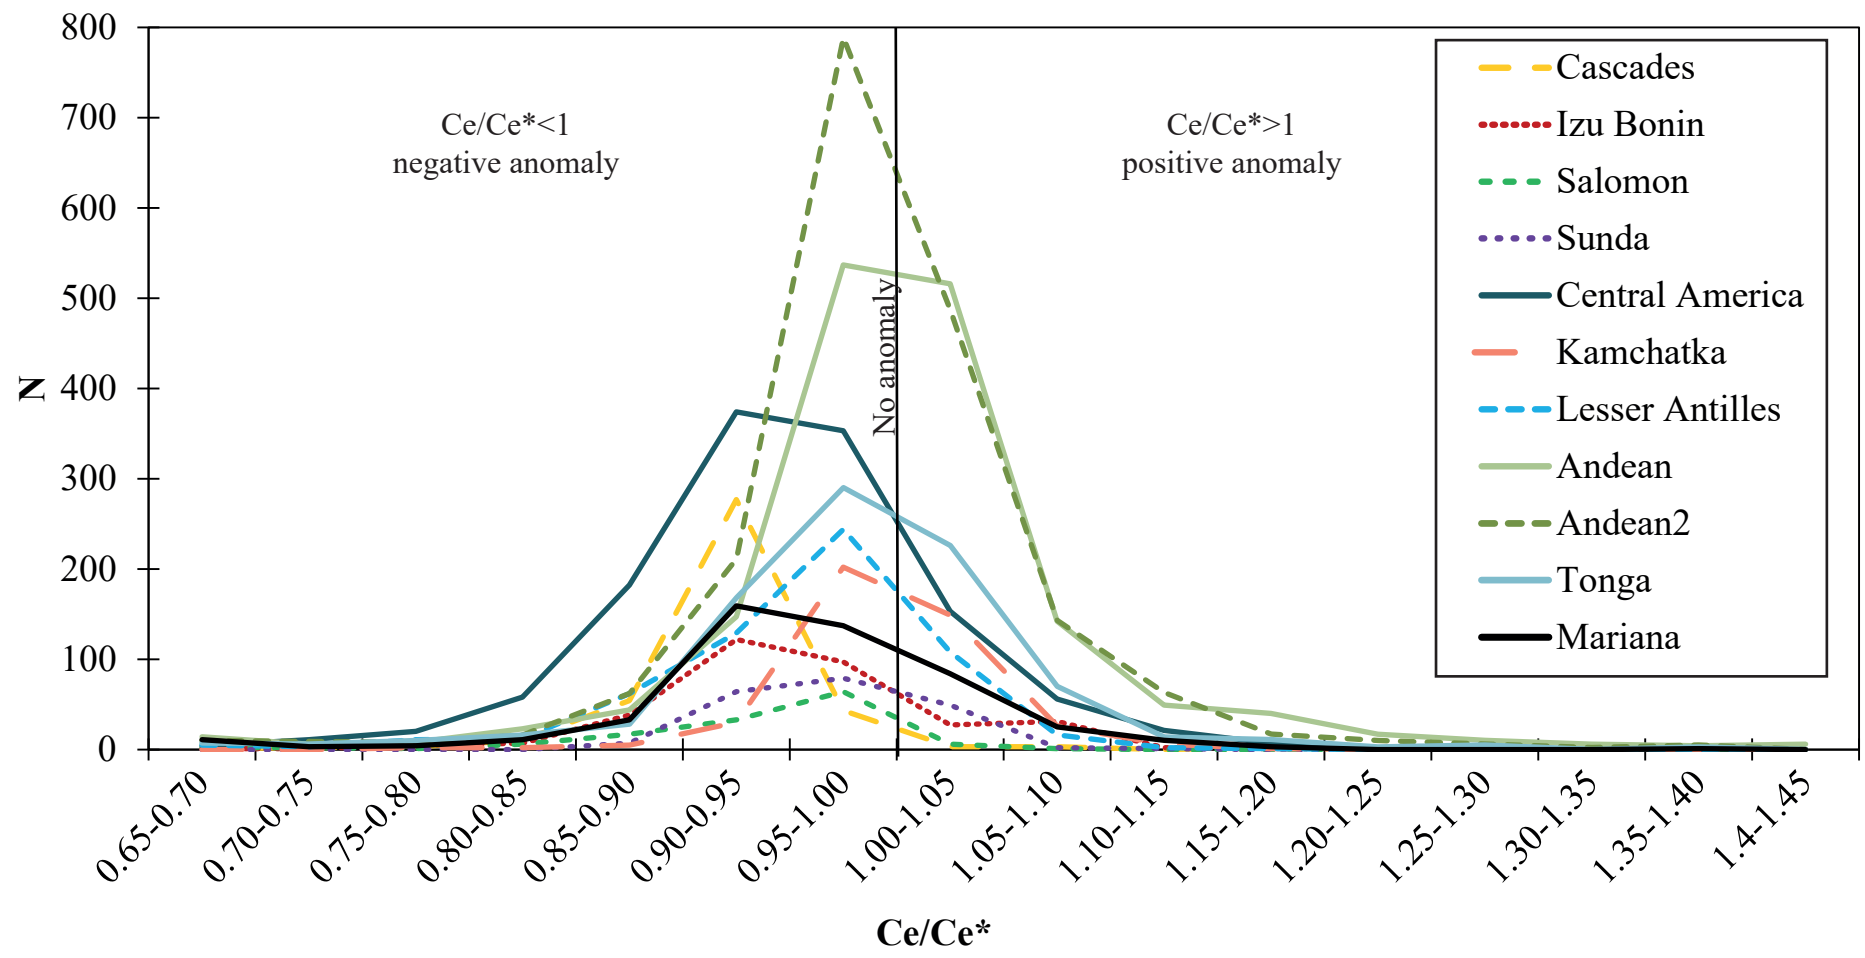 800
700
600
500
400
300
200
100
0
N
Ce/Ce*<1
negative anomaly
Ce/Ce*>1
positive anomaly
No anomaly
Cascades
Izu Bonin
Salomon
Sunda
Central America
Kamchatka
Lesser Antilles
Andean
Andean2
Tonga
Mariana
0.65-0.70
0.70-0.75
0.75-0.80
0.80-0.85
0.85-0.90
0.90-0.95
0.95-1.00
1.00-1.05
1.05-1.10
1.10-1.15
1.15-1.20
1.20-1.25
1.25-1.30
1.30-1.35
1.35-1.40
1.4-1.45
Ce/Ce*